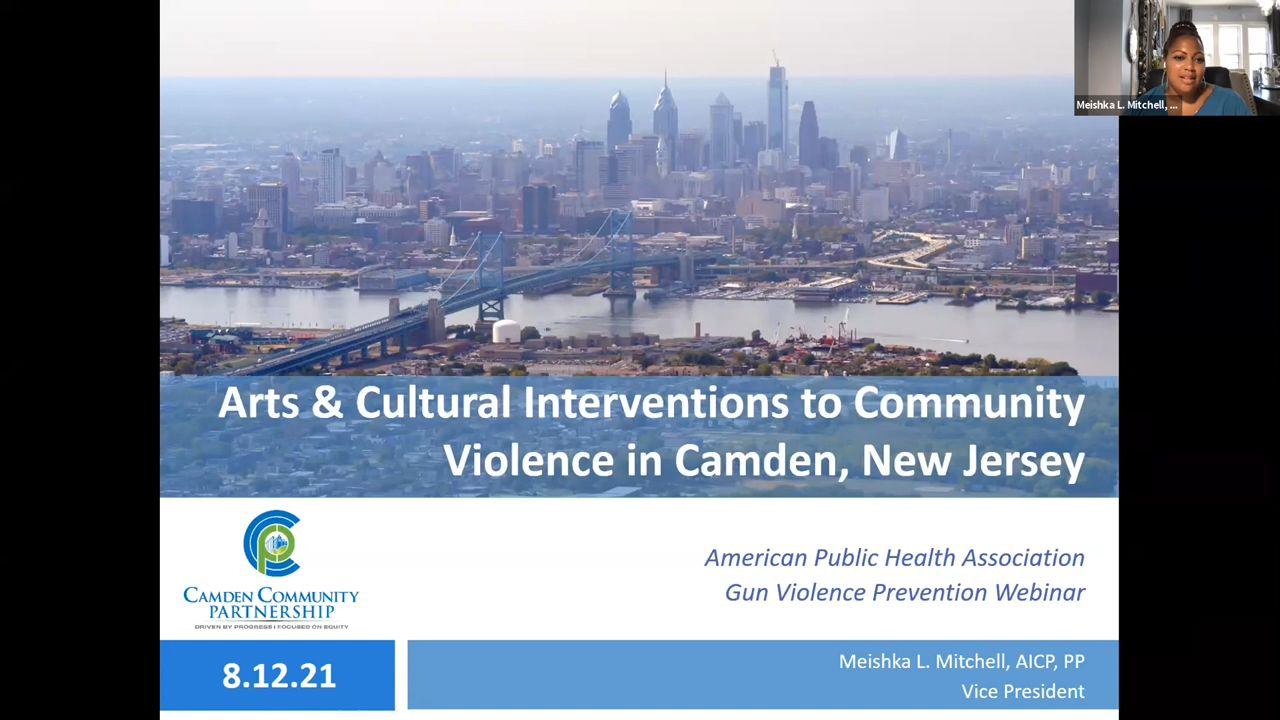 Meishka L. Mitchell, ...
Arts & Cultural Interventions to Community
Violence in Camden, New Jersey
CAMDEN COMMUNITY
PARTNERSHIP
DRIVEN BY PROGRESS | FOCUSED ON EQUITY
American Public Health Association
Gun Violence Prevention Webinar
8.12.21
Meishka L. Mitchell, AICP, PP
Vice President